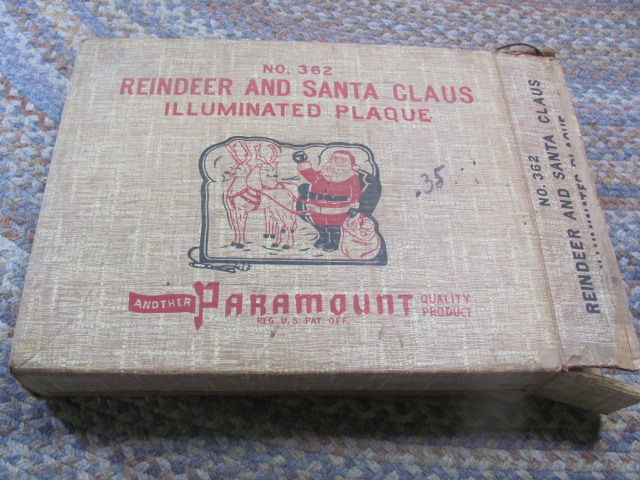 NO. 362
REINDEER AND SANTA CLAUS
ILLUMINATED PLAQUE
.35
ANOTHER PARAMOUNT QUALITY PRODUCT
REG. U.S. PAT. OFF.
NO. 362
REINDEER AND SANTA CLAUS
PLAQUE